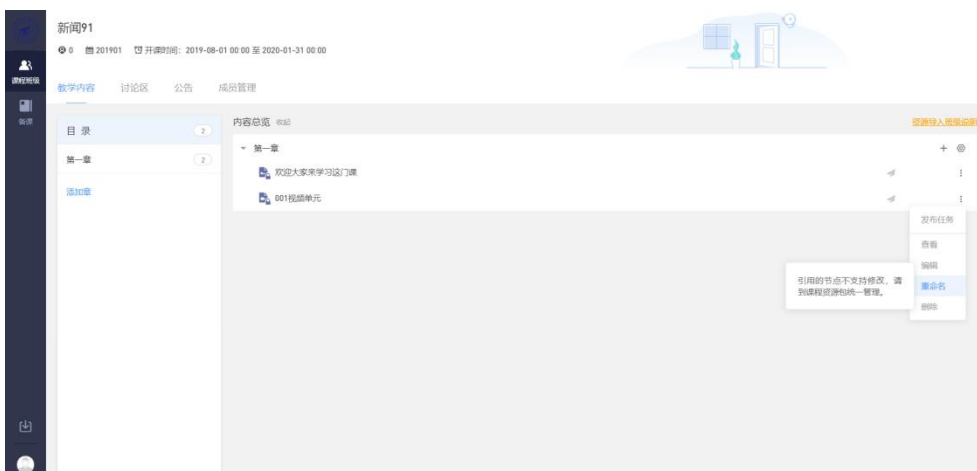 新闻91
0 201901 开课时间：2019-08-01 00:00 至 2020-01-31 00:00
课程班级
备课
教学内容 讨论区 公告 成员管理
目录 2
第一章 2
添加章
内容总览 收起
资源导入班级说明
第一章
欢迎大家来学习这门课
001视频单元
发布任务
查看
编辑
重命名
删除
引用的节点不支持修改，请
到课程资源包统一管理。